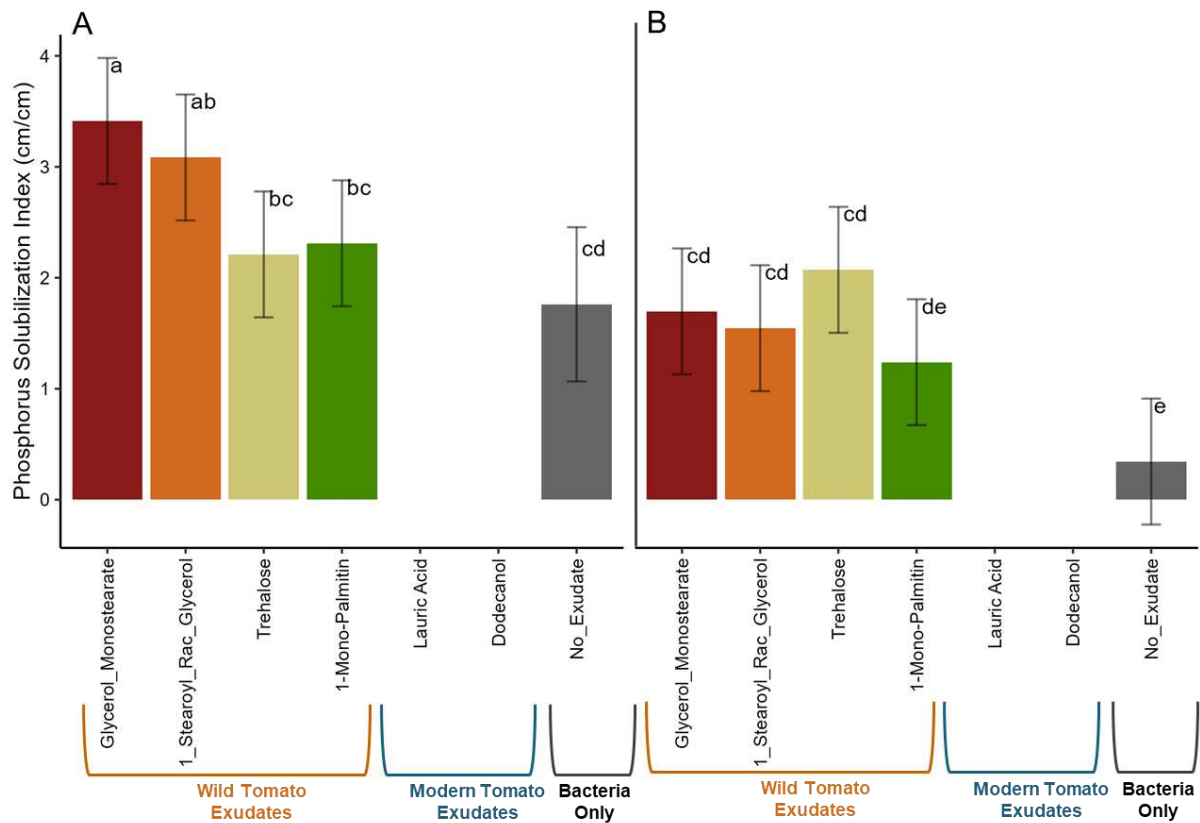 A
B
Phosphorus Solubilization Index (cm/cm)
4
3
2
1
0
a
ab
bc
bc
cd
cd
cd
cd
de
e
Glycerol_Monostearate
1_Stearoyl_Rac_Glycerol
Trehalose
1-Mono-Palmitin
Lauric Acid
Dodecanol
No_Exudate
Glycerol_Monostearate
1_Stearoyl_Rac_Glycerol
Trehalose
1-Mono-Palmitin
Lauric Acid
Dodecanol
No_Exudate
Wild Tomato
Exudates
Modern Tomato
Exudates
Bacteria
Only
Wild Tomato
Exudates
Modern Tomato
Exudates
Bacteria
Only